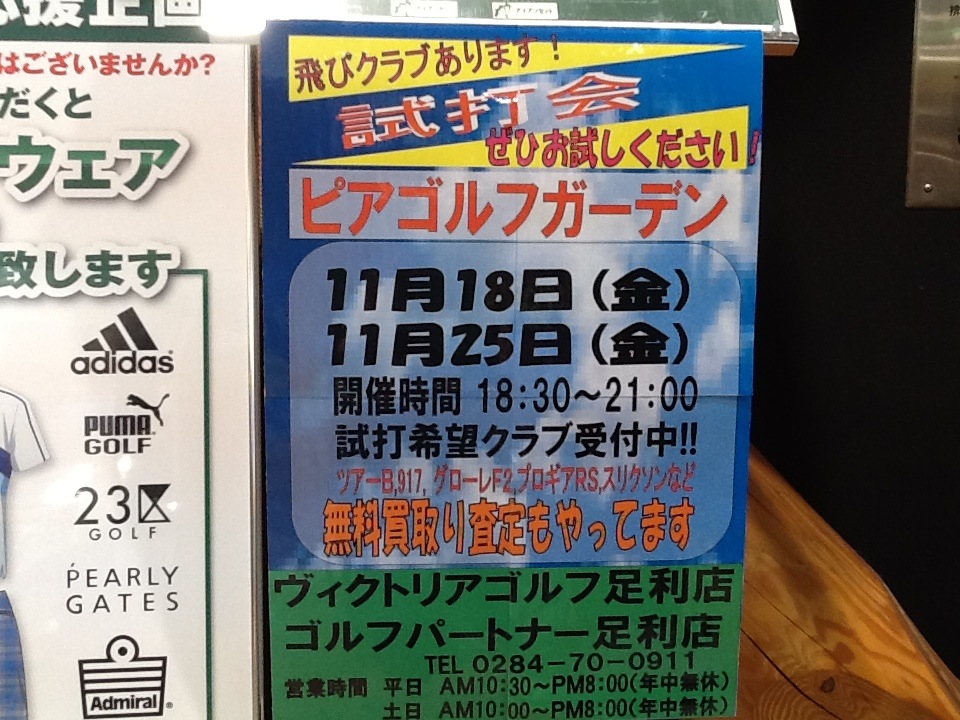 はございませんか?
だくと
ウェア
致します
adidas
PUMA
GOLF
23区
GOLF
PEARLY
GATES
Admiral
飛びクラブあります!
試打会
ぜひお試しください!
ピアゴルフガーデン
11月18日(金)
11月25日(金)
開催時間 18:30~21:00
試打希望クラブ受付中!!
ツアーB,917, グローレF2,プロギアRS,スリクソンなど
無料買取り査定もやってます
ヴィクトリアゴルフ足利店
ゴルフパートナー足利店
TEL 0284-70-0911
営業時間 平日 AM10:30~PM8:00(年中無休)
土日 AM10:00~PM8:00(年中無休)